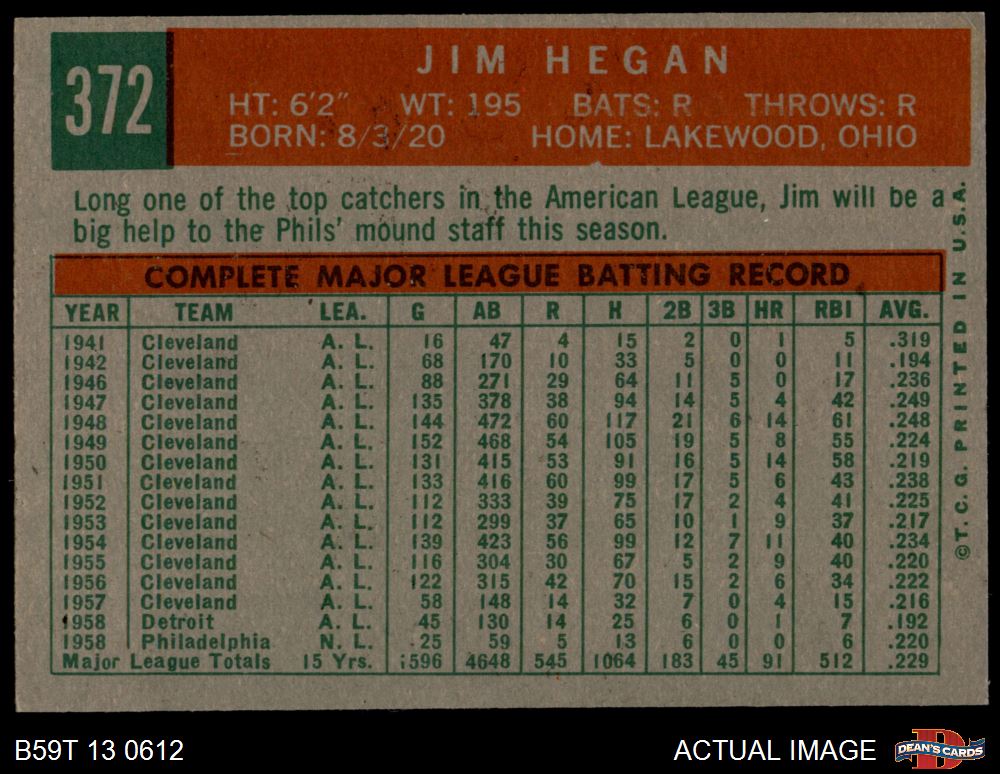 372
JIM HEGAN
HT: 6'2" WT: 195 BATS: R THROWS: R
BORN: 8/3/20 HOME: LAKEWOOD, OHIO
Long one of the top catchers in the American League, Jim will be a
big help to the Phils' mound staff this season.
COMPLETE MAJOR LEAGUE BATTING RECORD
YEAR TEAM LEA. G AB R H 2B 3B HR RBI AVG.
1941 Cleveland A. L. 16 47 4 15 2 0 1 5 .319
1942 Cleveland A. L. 68 170 10 33 5 0 0 11 .194
1946 Cleveland A. L. 88 271 29 64 11 5 0 17 .236
1947 Cleveland A. L. 135 378 38 94 14 5 4 42 .249
1948 Cleveland A. L. 144 472 60 117 21 6 14 61 .248
1949 Cleveland A. L. 152 468 54 105 19 5 8 55 .224
1950 Cleveland A. L. 131 415 53 91 16 5 14 58 .219
1951 Cleveland A. L. 133 416 60 99 17 5 6 43 .238
1952 Cleveland A. L. 112 333 39 75 17 2 4 41 .225
1953 Cleveland A. L. 112 299 37 65 10 1 9 37 .217
1954 Cleveland A. L. 139 423 56 99 12 7 11 40 .234
1955 Cleveland A. L. 116 304 30 67 5 2 9 40 .220
1956 Cleveland A. L. 122 315 42 70 15 2 6 34 .222
1957 Cleveland A. L. 58 148 14 32 7 0 4 15 .216
1958 Detroit A. L. 45 130 14 25 6 0 1 7 .192
1958 Philadelphia N. L. 25 59 5 13 6 0 0 6 .220
Major League Totals 15 Yrs. 1596 4648 545 1064 183 45 91 512 .229
© T. C. G. PRINTED IN U.S.A.
B59T 13 0612
ACTUAL IMAGE
D
DEAN'S CARDS